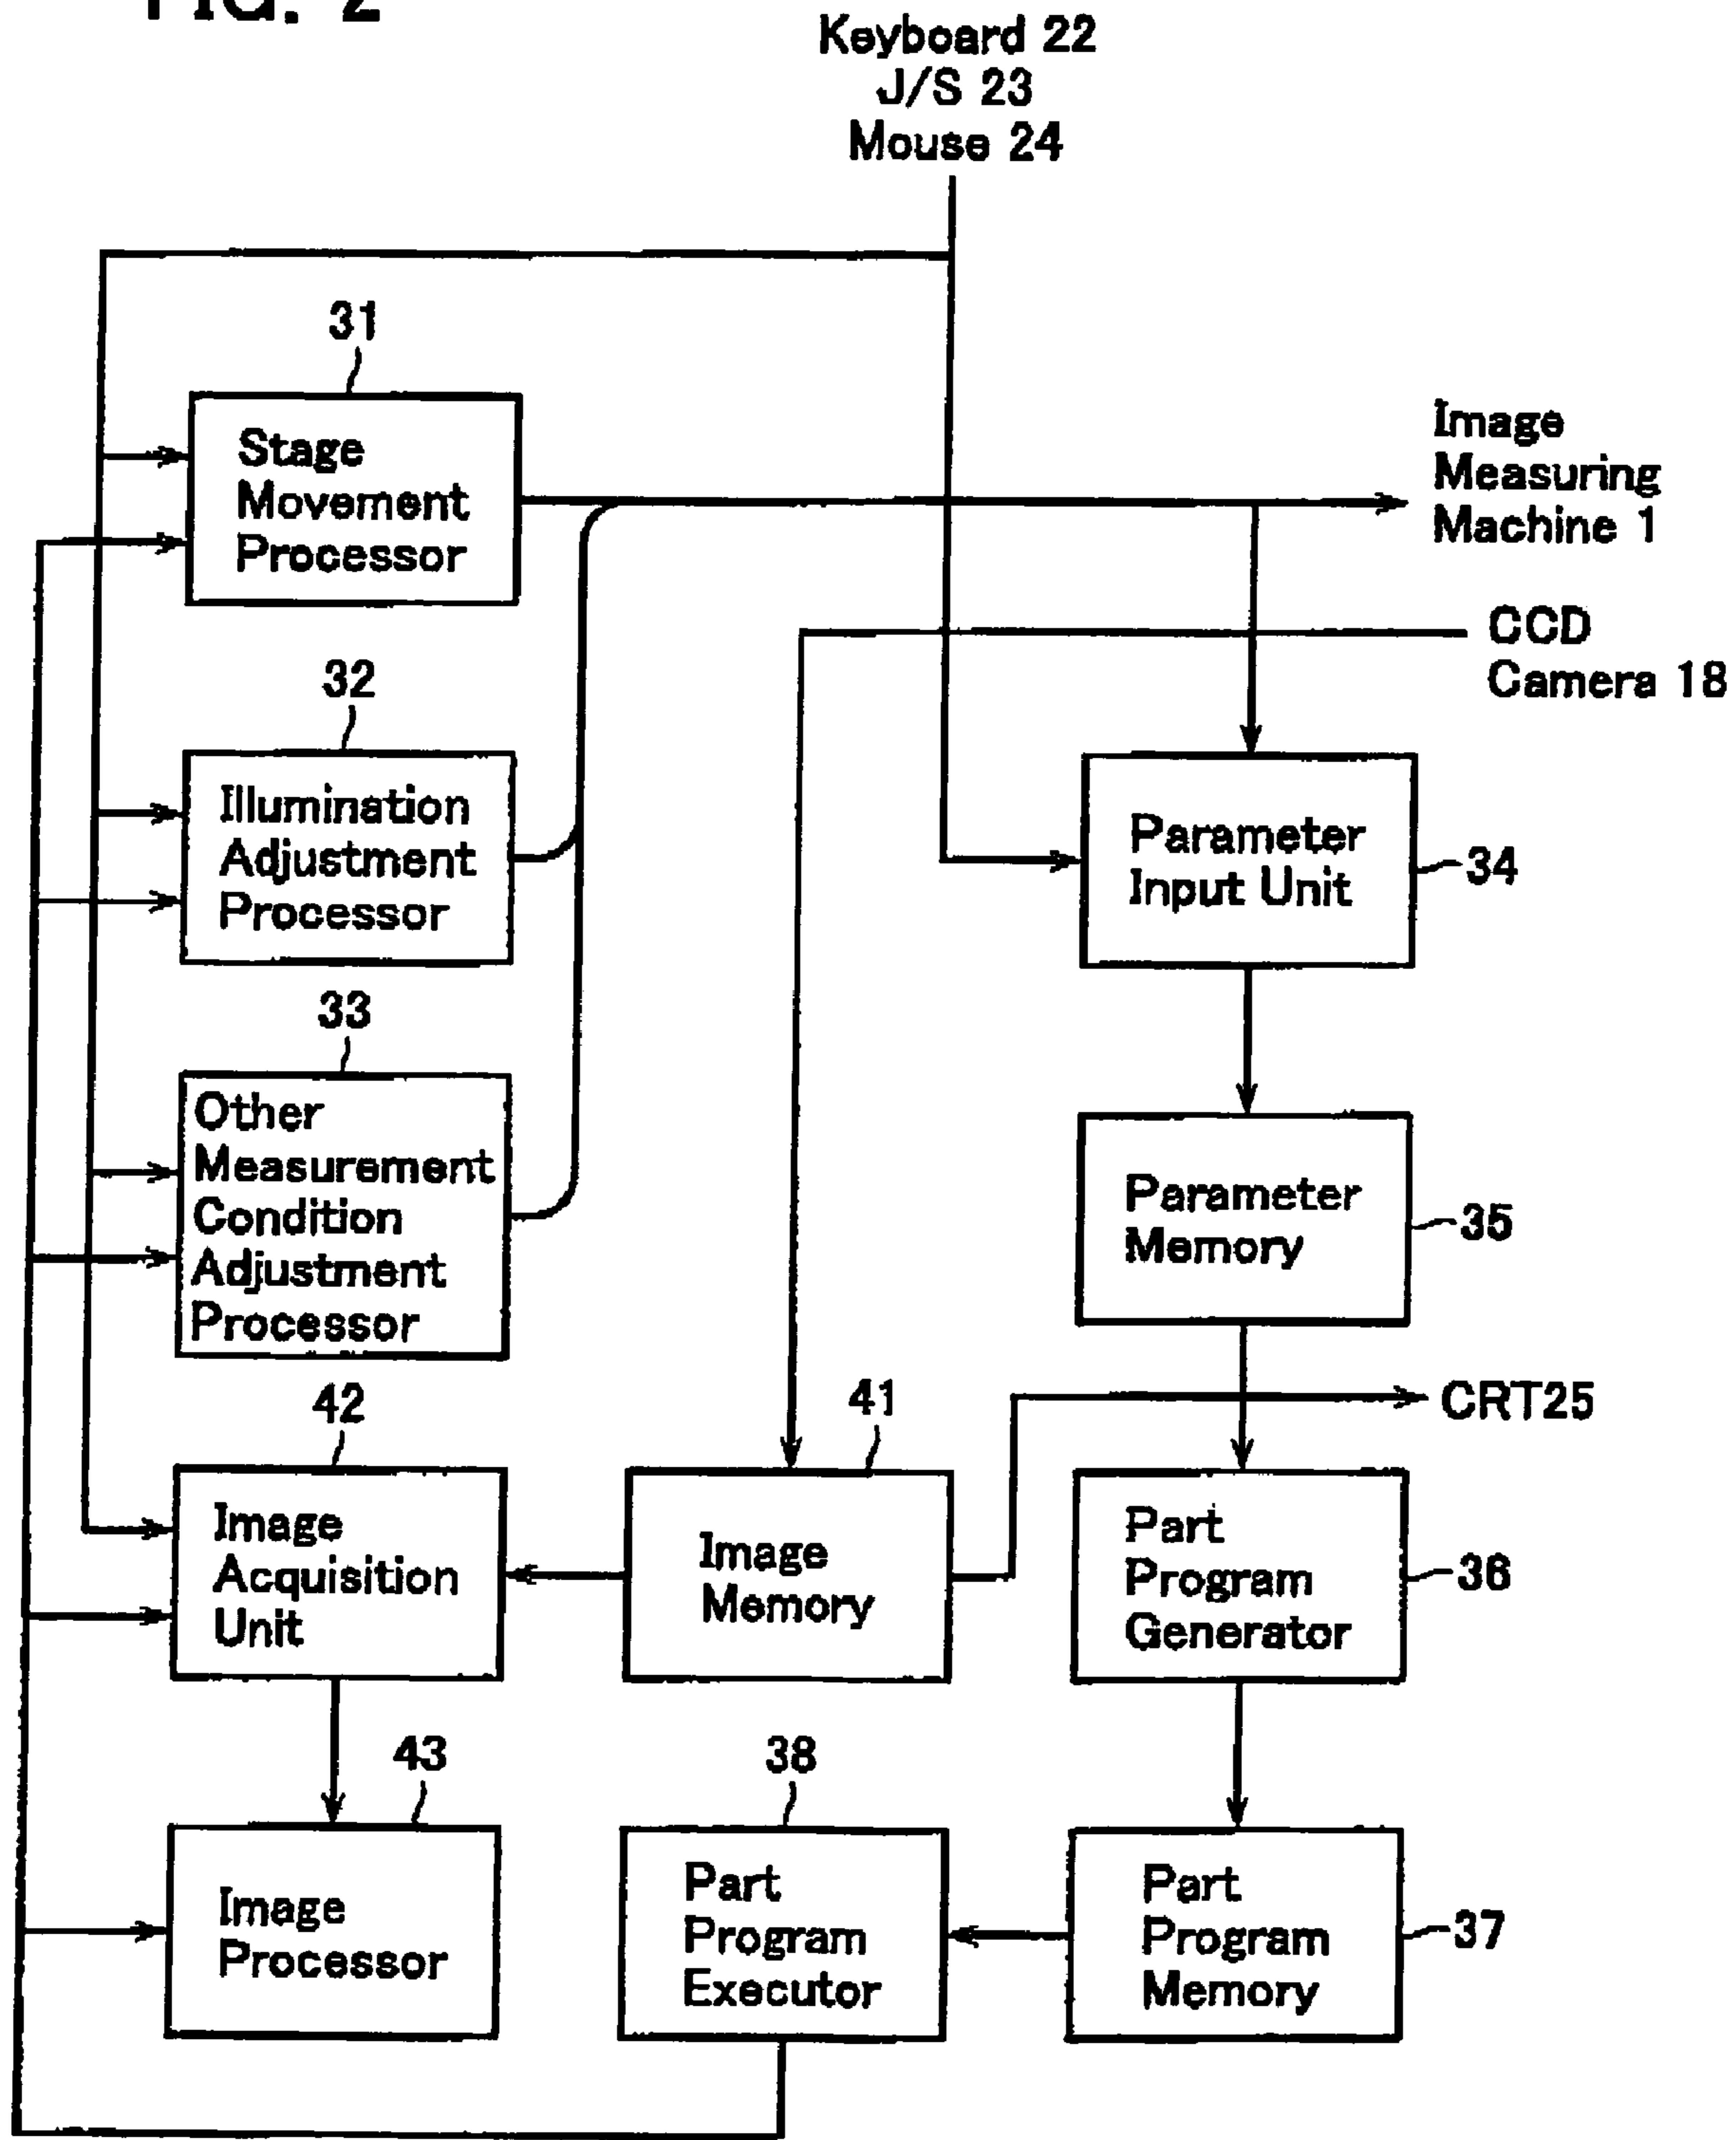 FIG. 2
Keyboard 22
J/S 23
Mouse 24
31
Stage
Movement
Processor
Image
Measuring
Machine 1
CCD
Camera 18
32
Illumination
Adjustment
Processor
Parameter
Input Unit
34
33
Other
Measurement
Condition
Adjustment
Processor
Parameter
Memory
35
CRT25
42
Image
Acquisition
Unit
41
Image
Memory
Part
Program
Generator
36
43
Image
Processor
38
Part
Program
Executor
Part
Program
Memory
37